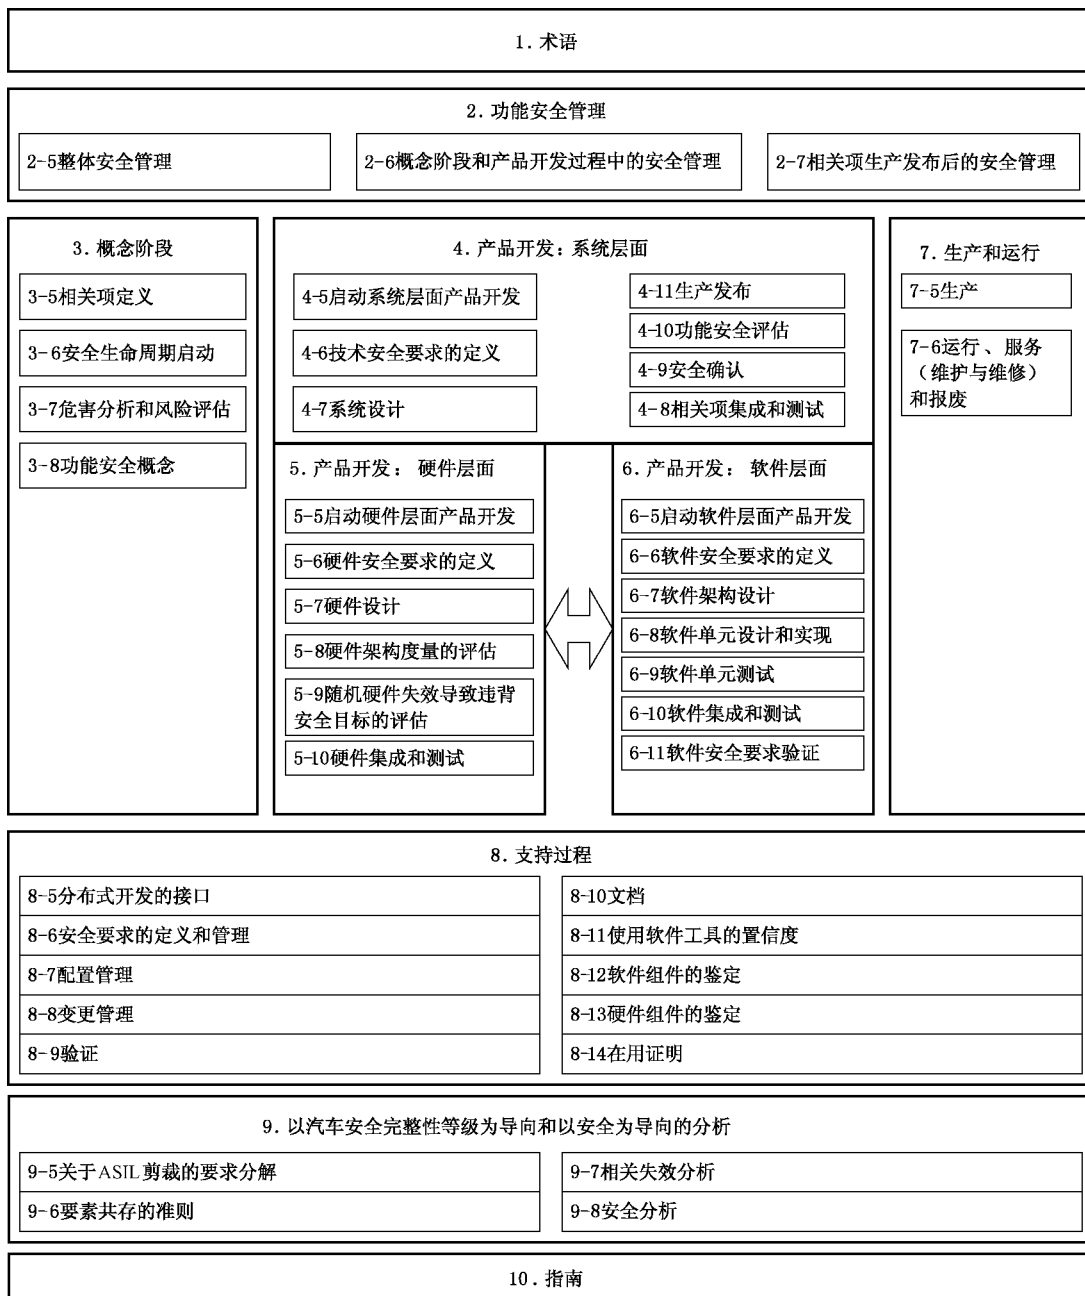 1. 术语
2. 功能安全管理
2-5整体安全管理
2-6概念阶段和产品开发过程中的安全管理
2-7相关项生产发布后的安全管理
3. 概念阶段
3-5相关项定义
3-6安全生命周期启动
3-7危害分析和风险评估
3-8功能安全概念
4. 产品开发: 系统层面
4-5启动系统层面产品开发
4-6技术安全要求的定义
4-7系统设计
4-11生产发布
4-10功能安全评估
4-9安全确认
4-8相关项集成和测试
5. 产品开发: 硬件层面
5-5启动硬件层面产品开发
5-6硬件安全要求的定义
5-7硬件设计
5-8硬件架构度量的评估
5-9随机硬件失效导致违背
安全目标的评估
5-10硬件集成和测试
6. 产品开发: 软件层面
6-5启动软件层面产品开发
6-6软件安全要求的定义
6-7软件架构设计
6-8软件单元设计和实现
6-9软件单元测试
6-10软件集成和测试
6-11软件安全要求验证
7. 生产和运行
7-5生产
7-6运行、服务
（维护与维修）
和报废
8. 支持过程
8-5分布式开发的接口
8-6安全要求的定义和管理
8-7配置管理
8-8变更管理
8-9验证
8-10文档
8-11使用软件工具的置信度
8-12软件组件的鉴定
8-13硬件组件的鉴定
8-14在用证明
9. 以汽车安全完整性等级为导向和以安全为导向的分析
9-5关于ASIL剪裁的要求分解
9-6要素共存的准则
9-7相关失效分析
9-8安全分析
10. 指南